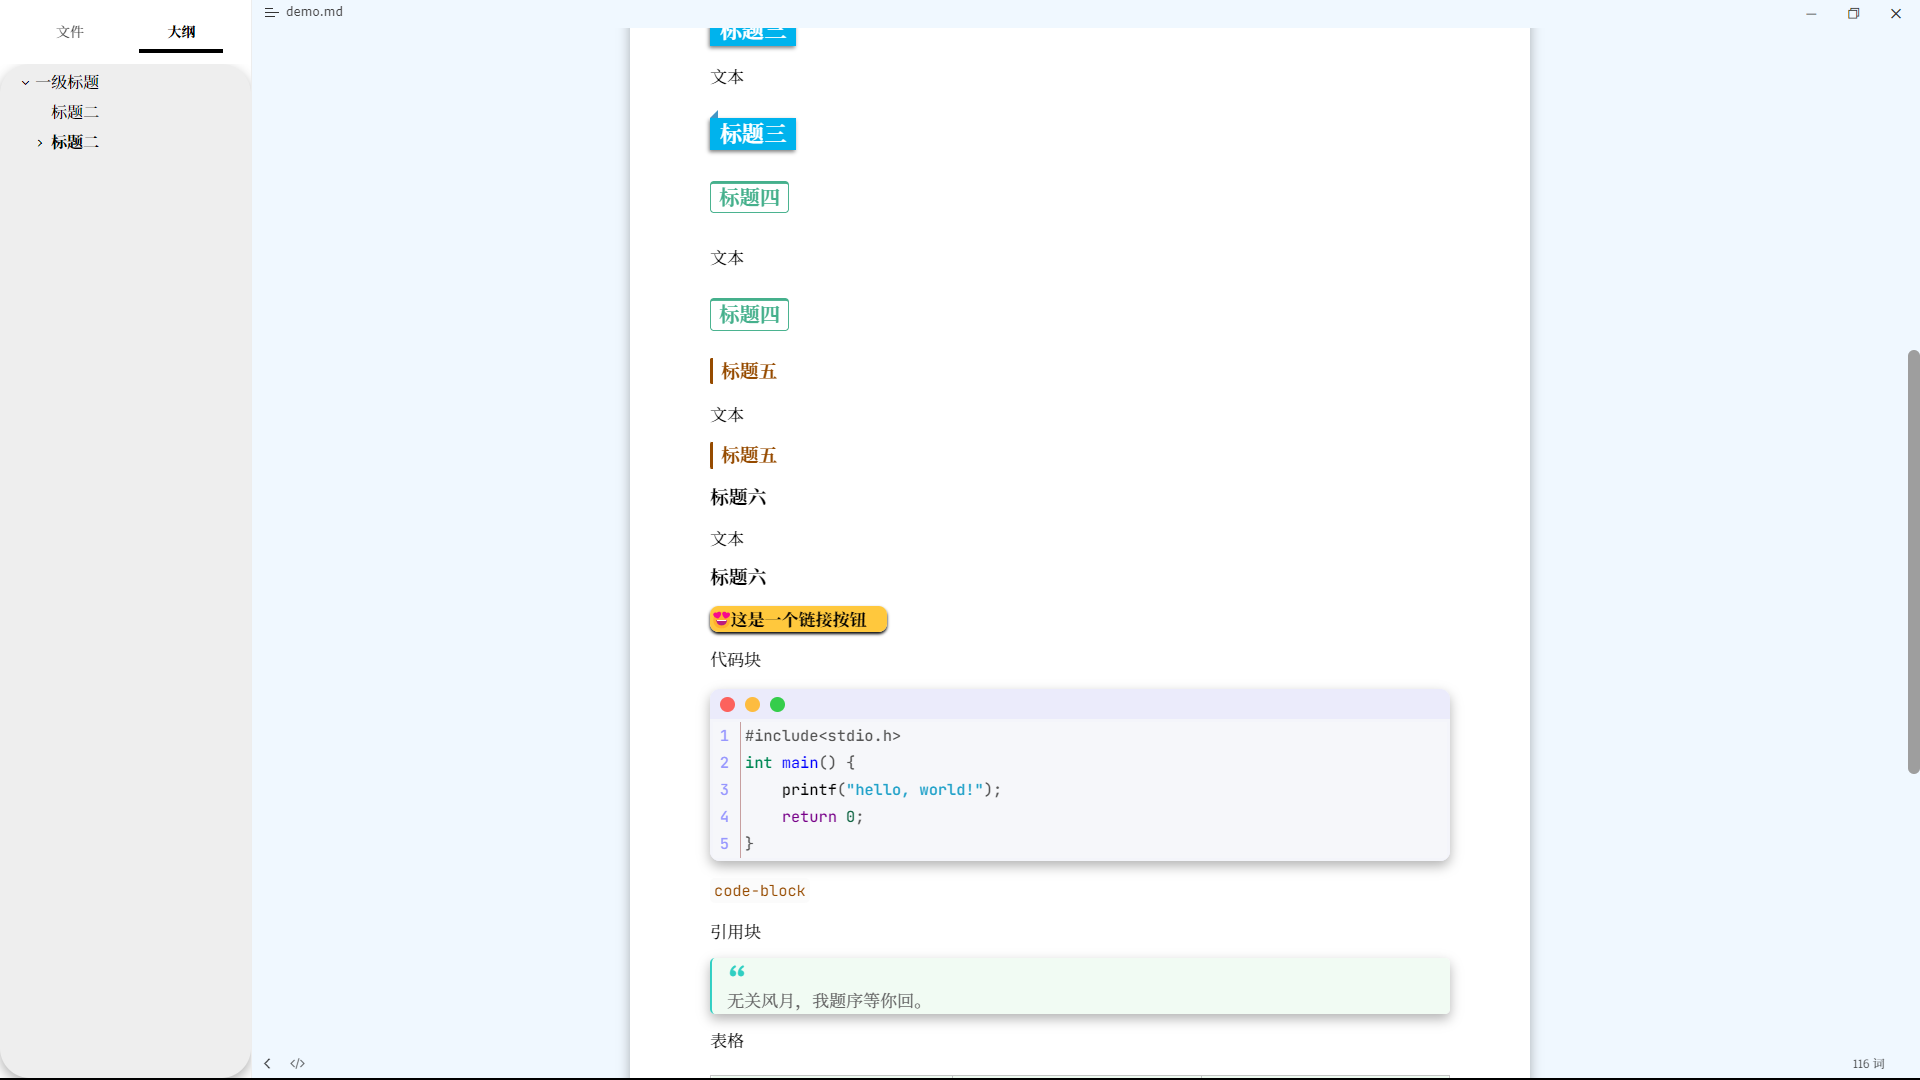 文件
大纲
demo.md
一级标题
标题二
标题二
标题三
文本
标题三
标题四
文本
标题四
标题五
文本
标题五
标题六
文本
标题六
😍这是一个链接按钮
代码块
1 #include<stdio.h>
2 int main() {
3     printf("hello, world!");
4     return 0;
5 }
code-block
引用块
❝
无关风月，我题序等你回。
表格
</>
116 词